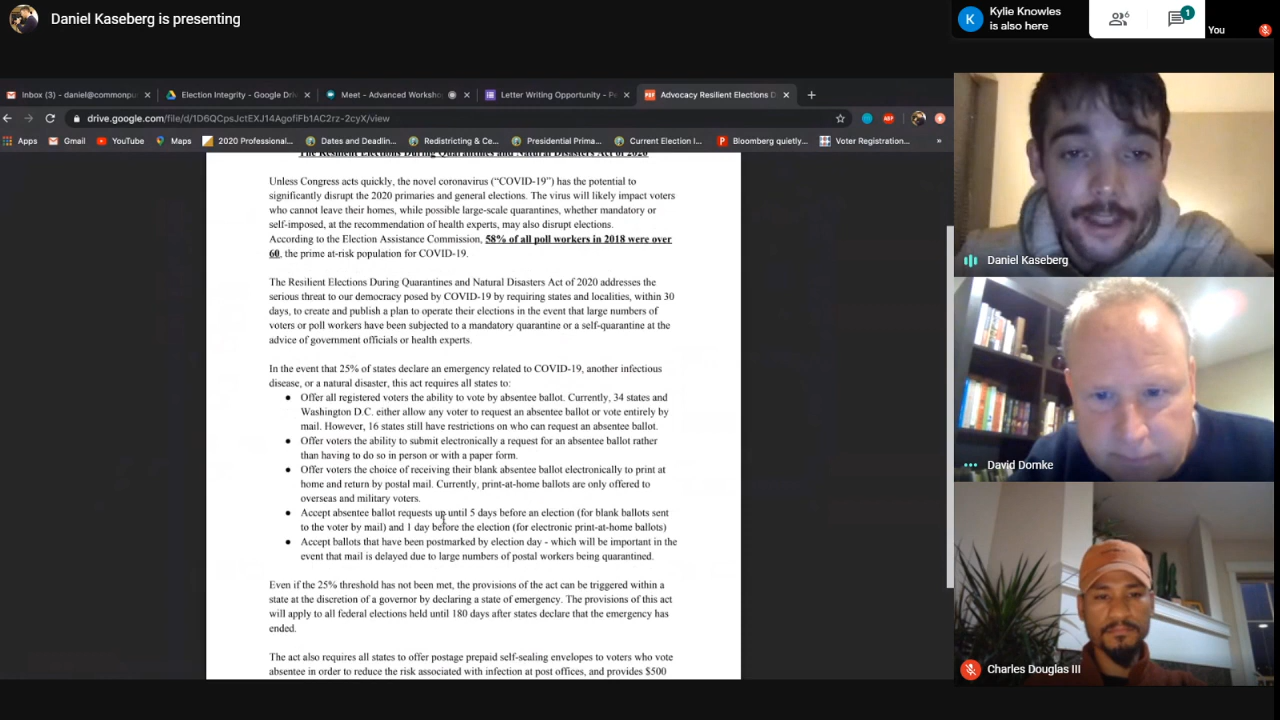 Daniel Kaseberg is presenting
Kylie Knowles
is also here
K
6
1
You
Inbox (3) - daniel@commonpu
Election Integrity - Google Dri
Meet - Advanced Worksho
Letter Writing Opportunity - P
Advocacy Resilient Elections D
drive.google.com/file/d/1D6QCpsJctEXJ14AgofiFb1AC2rz-2cyX/view
ABP
Apps
Gmail
YouTube
Maps
2020 Professional...
Dates and Deadlin...
Redistricting & Ce...
Presidential Prima...
Current Election I...
Bloomberg quietly...
Voter Registration...
»
The Resilient Elections During Quarantines and Natural Disasters Act of 2020
Unless Congress acts quickly, the novel coronavirus (“COVID-19”) has the potential to
significantly disrupt the 2020 primaries and general elections. The virus will likely impact voters
who cannot leave their homes, while possible large-scale quarantines, whether mandatory or
self-imposed, at the recommendation of health experts, may also disrupt elections.
According to the Election Assistance Commission, 58% of all poll workers in 2018 were over
60, the prime at-risk population for COVID-19.
The Resilient Elections During Quarantines and Natural Disasters Act of 2020 addresses the
serious threat to our democracy posed by COVID-19 by requiring states and localities, within 30
days, to create and publish a plan to operate their elections in the event that large numbers of
voters or poll workers have been subjected to a mandatory quarantine or a self-quarantine at the
advice of government officials or health experts.
In the event that 25% of states declare an emergency related to COVID-19, another infectious
disease, or a natural disaster, this act requires all states to:
● Offer all registered voters the ability to vote by absentee ballot. Currently, 34 states and
Washington D.C. either allow any voter to request an absentee ballot or vote entirely by
mail. However, 16 states still have restrictions on who can request an absentee ballot.
● Offer voters the ability to submit electronically a request for an absentee ballot rather
than having to do so in person or with a paper form.
● Offer voters the choice of receiving their blank absentee ballot electronically to print at
home and return by postal mail. Currently, print-at-home ballots are only offered to
overseas and military voters.
● Accept absentee ballot requests up until 5 days before an election (for blank ballots sent
to the voter by mail) and 1 day before the election (for electronic print-at-home ballots)
● Accept ballots that have been postmarked by election day - which will be important in the
event that mail is delayed due to large numbers of postal workers being quarantined.
Even if the 25% threshold has not been met, the provisions of the act can be triggered within a
state at the discretion of a governor by declaring a state of emergency. The provisions of this act
will apply to all federal elections held until 180 days after states declare that the emergency has
ended.
The act also requires all states to offer postage prepaid self-sealing envelopes to voters who vote
absentee in order to reduce the risk associated with infection at post offices, and provides $500
Daniel Kaseberg
David Domke
Charles Douglas III